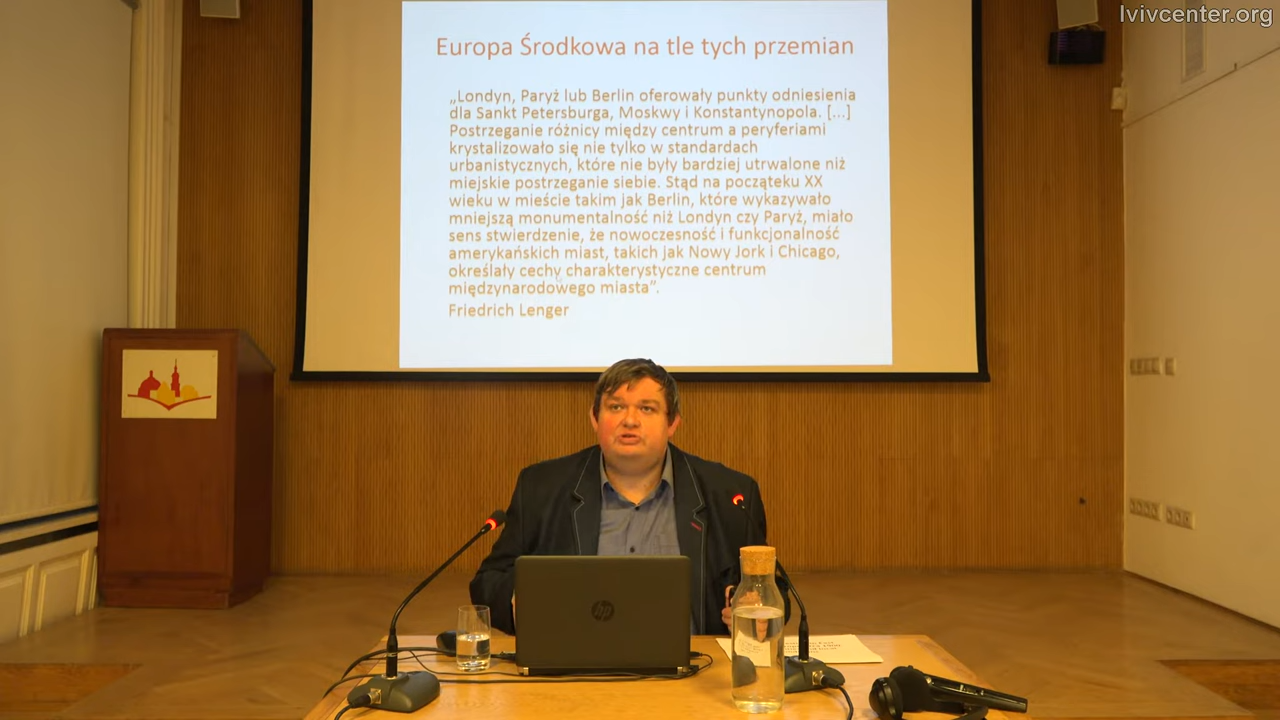 lvivcenter.org
Europa Środkowa na tle tych przemian
„Londyn, Paryż lub Berlin oferowały punkty odniesienia
dla Sankt Petersburga, Moskwy i Konstantynopola. [...]
Postrzeganie różnicy między centrum a peryferiami
krystalizowało się nie tylko w standardach
urbanistycznych, które nie były bardziej utrwalone niż
miejskie postrzeganie siebie. Stąd na początku XX
wieku w mieście takim jak Berlin, które wykazywało
mniejszą monumentalność niż Londyn czy Paryż, miało
sens stwierdzenie, że nowoczesność i funkcjonalność
amerykańskich miast, takich jak Nowy Jork i Chicago,
określały cechy charakterystyczne centrum
międzynarodowego miasta”.
Friedrich Lenger
hp